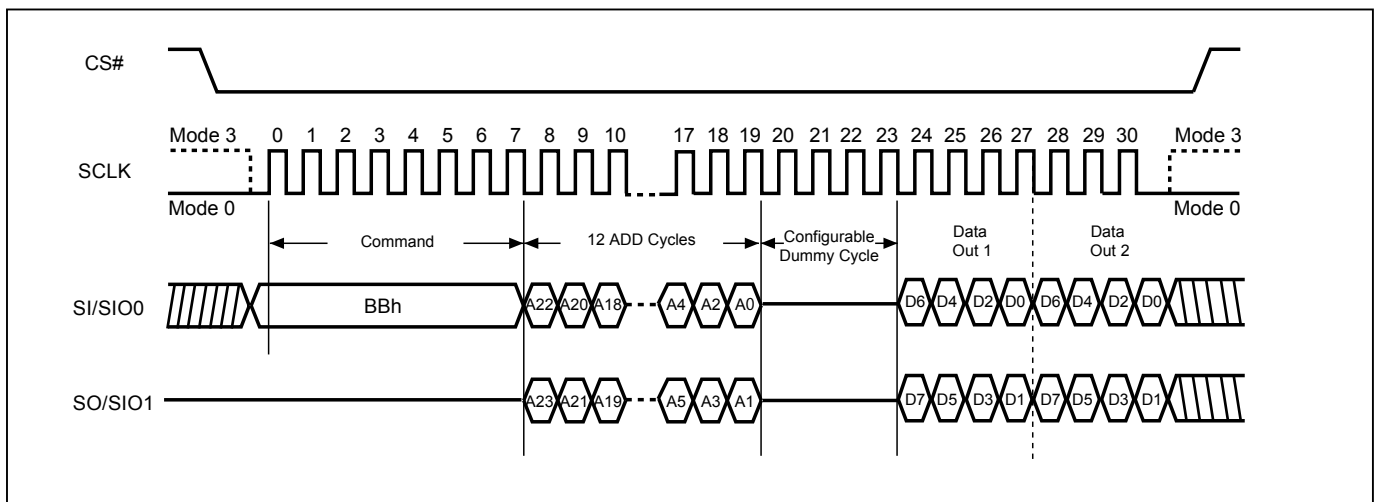 CS#
Mode 3 0 1 2 3 4 5 6 7 8 9 10 17 18 19 20 21 22 23 24 25 26 27 28 29 30 Mode 3
SCLK
Mode 0 Mode 0
Command 12 ADD Cycles Configurable Dummy Cycle Data Out 1 Data Out 2
SI/SIO0 BBh A22 A20 A18 A4 A2 A0 D6 D4 D2 D0 D6 D4 D2 D0
SO/SIO1 A23 A21 A19 A5 A3 A1 D7 D5 D3 D1 D7 D5 D3 D1